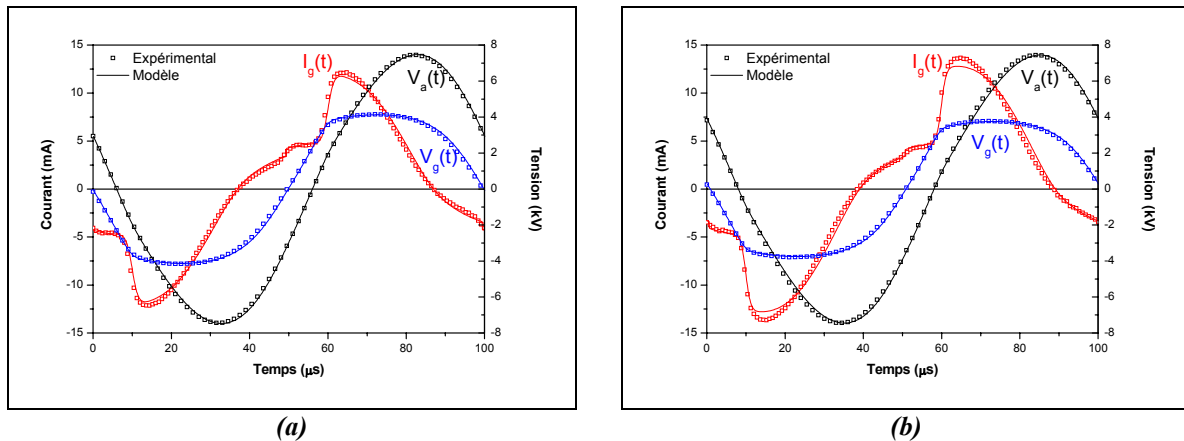 15
10
5
0
-5
-10
-15
Courant (mA)
8
6
4
2
0
-2
-4
-6
-8
Tension (kV)
Expérimental
Modèle
I_g(t)
V_a(t)
V_g(t)
0 20 40 60 80 100
Temps (μs)
(a)
15
10
5
0
-5
-10
-15
Courant (mA)
8
6
4
2
0
-2
-4
-6
-8
Tension (kV)
Expérimental
Modèle
I_g(t)
V_a(t)
V_g(t)
0 20 40 60 80 100
Temps (μs)
(b)